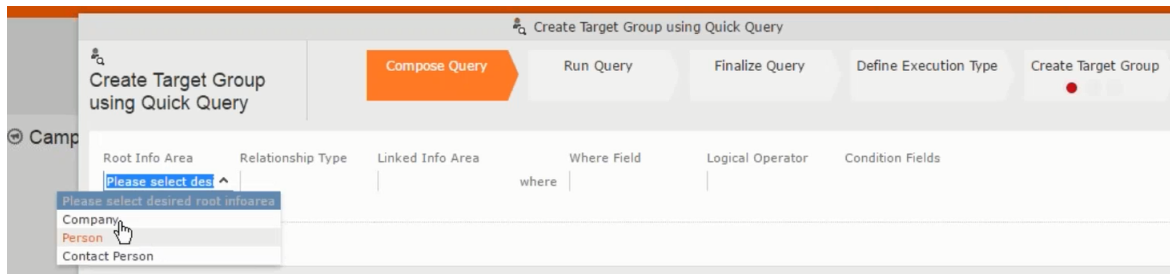 Create Target Group using Quick Query
Create Target Group
using Quick Query
Compose Query
Run Query
Finalize Query
Define Execution Type
Create Target Group
Camp
Root Info Area
Relationship Type
Linked Info Area
Where Field
Logical Operator
Condition Fields
Please select des
where
Please select desired root infoarea
Company
Person
Contact Person